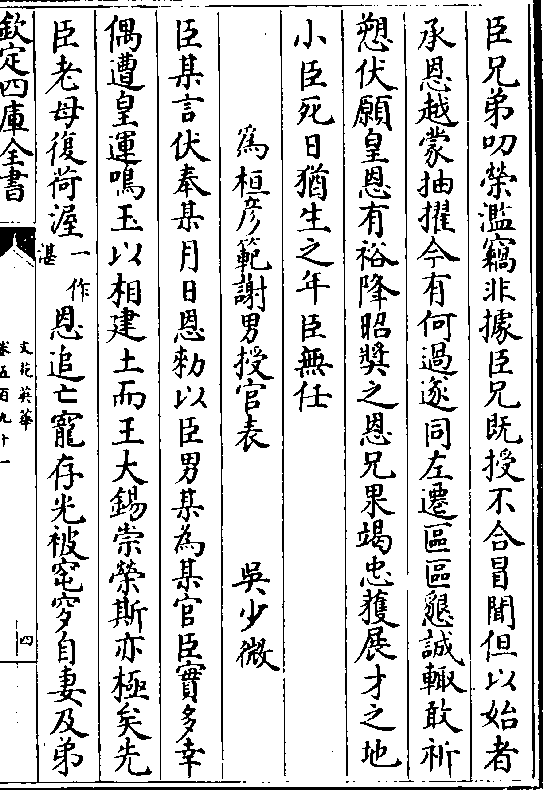 臣兄弟叨榮濫竊非據臣兄既授不合冒聞但以始者
承恩越蒙抽擢今有何過遂同左遷區區懇誠輙敢祈
愬伏願皇恩有裕降昭奬之恩兄果竭忠獲展才之地
小臣死日猶生之年臣無任
為桓彦範謝男授官表 吳少微
臣某言伏奉某月日恩勑以臣男某為某官臣實多幸
偶遭皇運鳴玉以相建土而王大錫崇榮斯亦極矣先
臣老母復荷渥一作湛恩追亡寵存光被窀穸自妻及弟
欽定四庫全書
文苑英華
卷五百九十一
四